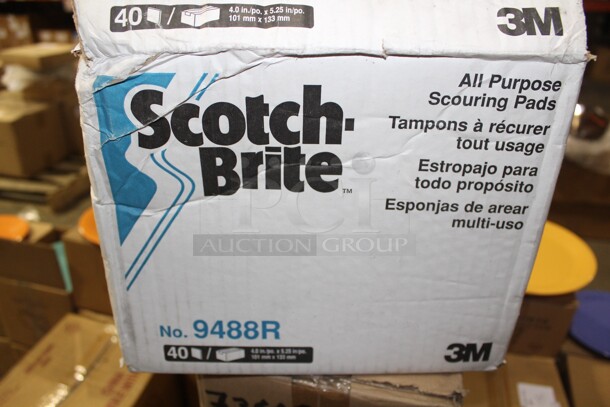 40 / 4.0 in./po. x 5.25 in/po.
101 mm x 133 mm
3M
Scotch-
Brite™
All Purpose
Scouring Pads
Tampons à récurer
tout usage
Estropajo para
todo propósito
Esponjas de arear
multi-uso
PCI
AUCTION GROUP
No. 9488R
40 / 4.0 in./po. x 5.25 in/po.
101 mm x 133 mm
3M